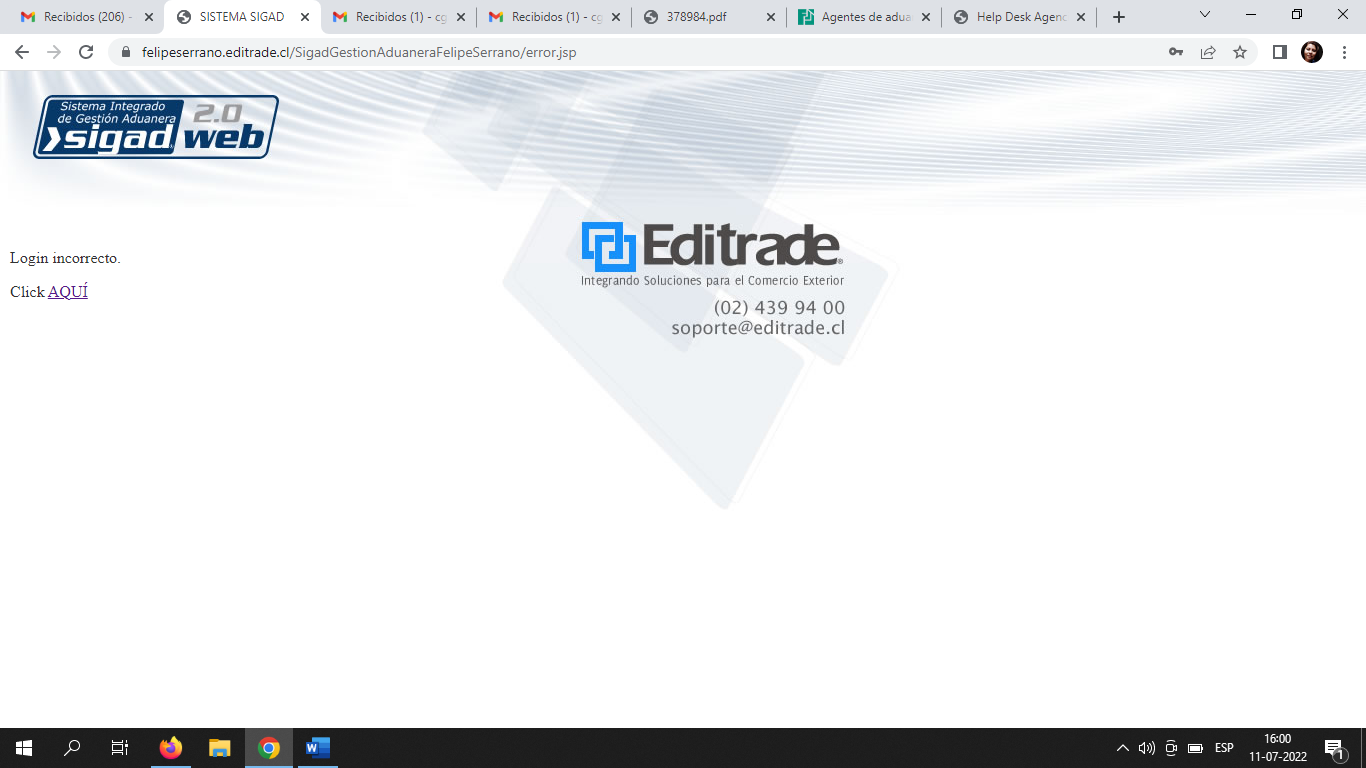 Recibidos (206) -
SISTEMA SIGAD
Recibidos (1) - cg
Recibidos (1) - cg
378984.pdf
Agentes de adua
Help Desk Agenc
felipeserrano.editrade.cl/SigadGestionAduaneraFelipeSerrano/error.jsp
Sistema Integrado
de Gestión Aduanera
2.0
sigad web
Editrade
Integrando Soluciones para el Comercio Exterior
(02) 439 94 00
soporte@editrade.cl
Login incorrecto.
Click AQUÍ
ESP
16:00
11-07-2022
1